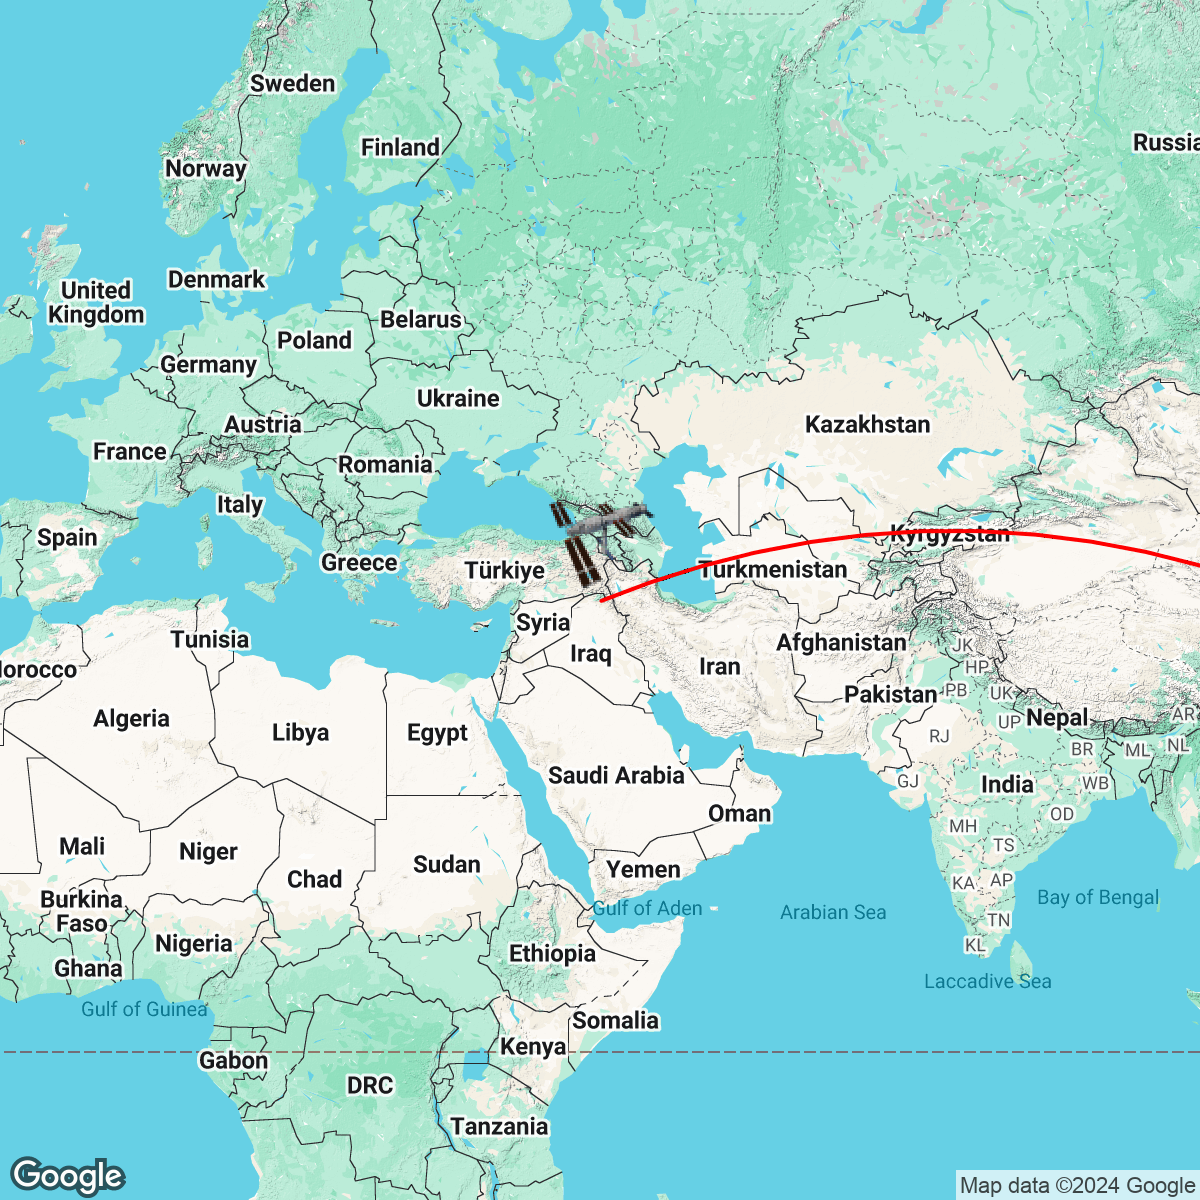 Sweden
Finland
Russia
Norway
Denmark
United
Kingdom
Belarus
Poland
Germany
Ukraine
Austria
Kazakhstan
France
Romania
Italy
Spain
Kyrgyzstan
Greece
Türkiye
Turkmenistan
Syria
Tunisia
Afghanistan
JK
Iraq
Iran
HP
orocco
Pakistan
PB
UK
Algeria
UP
Nepal
AR
Libya
Egypt
RJ
BR
ML
NL
Saudi Arabia
GJ
India
WB
Oman
OD
MH
Mali
Niger
TS
Sudan
Yemen
Chad
KA
AP
Burkina
Faso
Gulf of Aden
Arabian Sea
Bay of Bengal
TN
Nigeria
KL
Ethiopia
Ghana
Laccadive Sea
Gulf of Guinea
Somalia
Kenya
Gabon
DRC
Tanzania
Google
Map data ©2024 Google